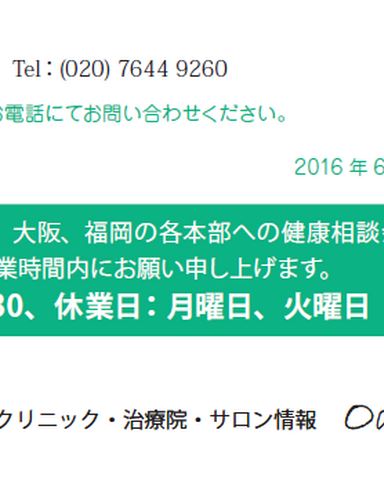 Tel：(020) 7644 9260
お電話にてお問い合わせください。
2016 年 6
大阪、福岡の各本部への健康相談
業時間内にお願い申し上げます。
30、休業日：月曜日、火曜日
クリニック・治療院・サロン情報